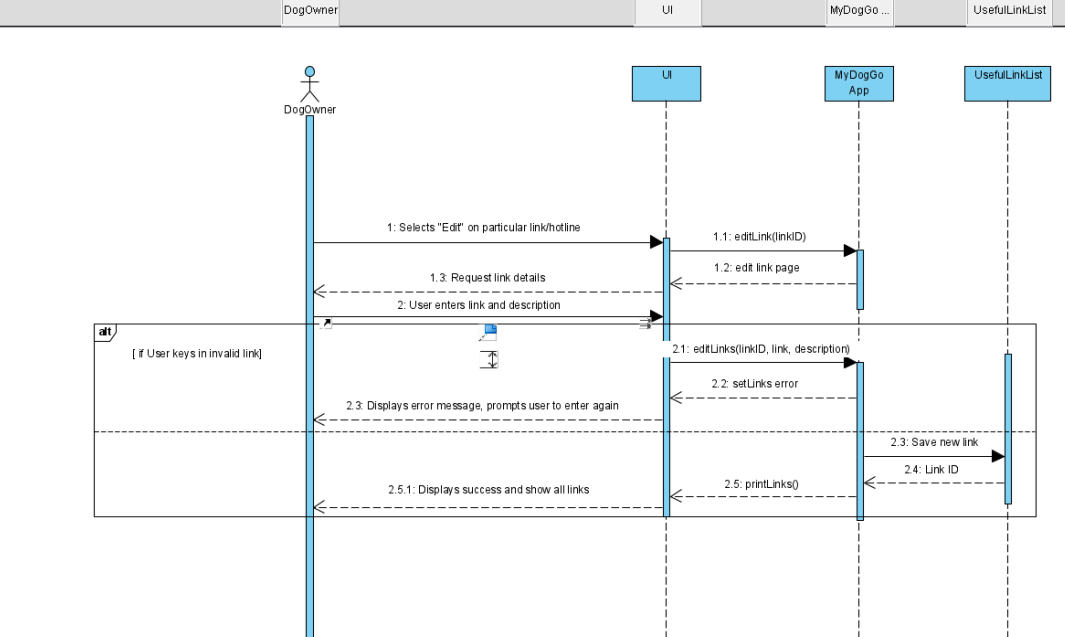 DogOwner
UI
MyDogGo ...
UsefulLinkList
UI
MyDogGo
App
UsefulLinkList
DogOwner
1: Selects "Edit" on particular link/hotline
1.1: editLink(linkID)
1.2: edit link page
1.3: Request link details
2: User enters link and description
alt
[ if User keys in invalid link]
2.1: editLinks(linkID, link, description)
2.2: setLinks error
2.3: Displays error message, prompts user to enter again
2.3: Save new link
2.4: Link ID
2.5: printLinks()
2.5.1: Displays success and show all links